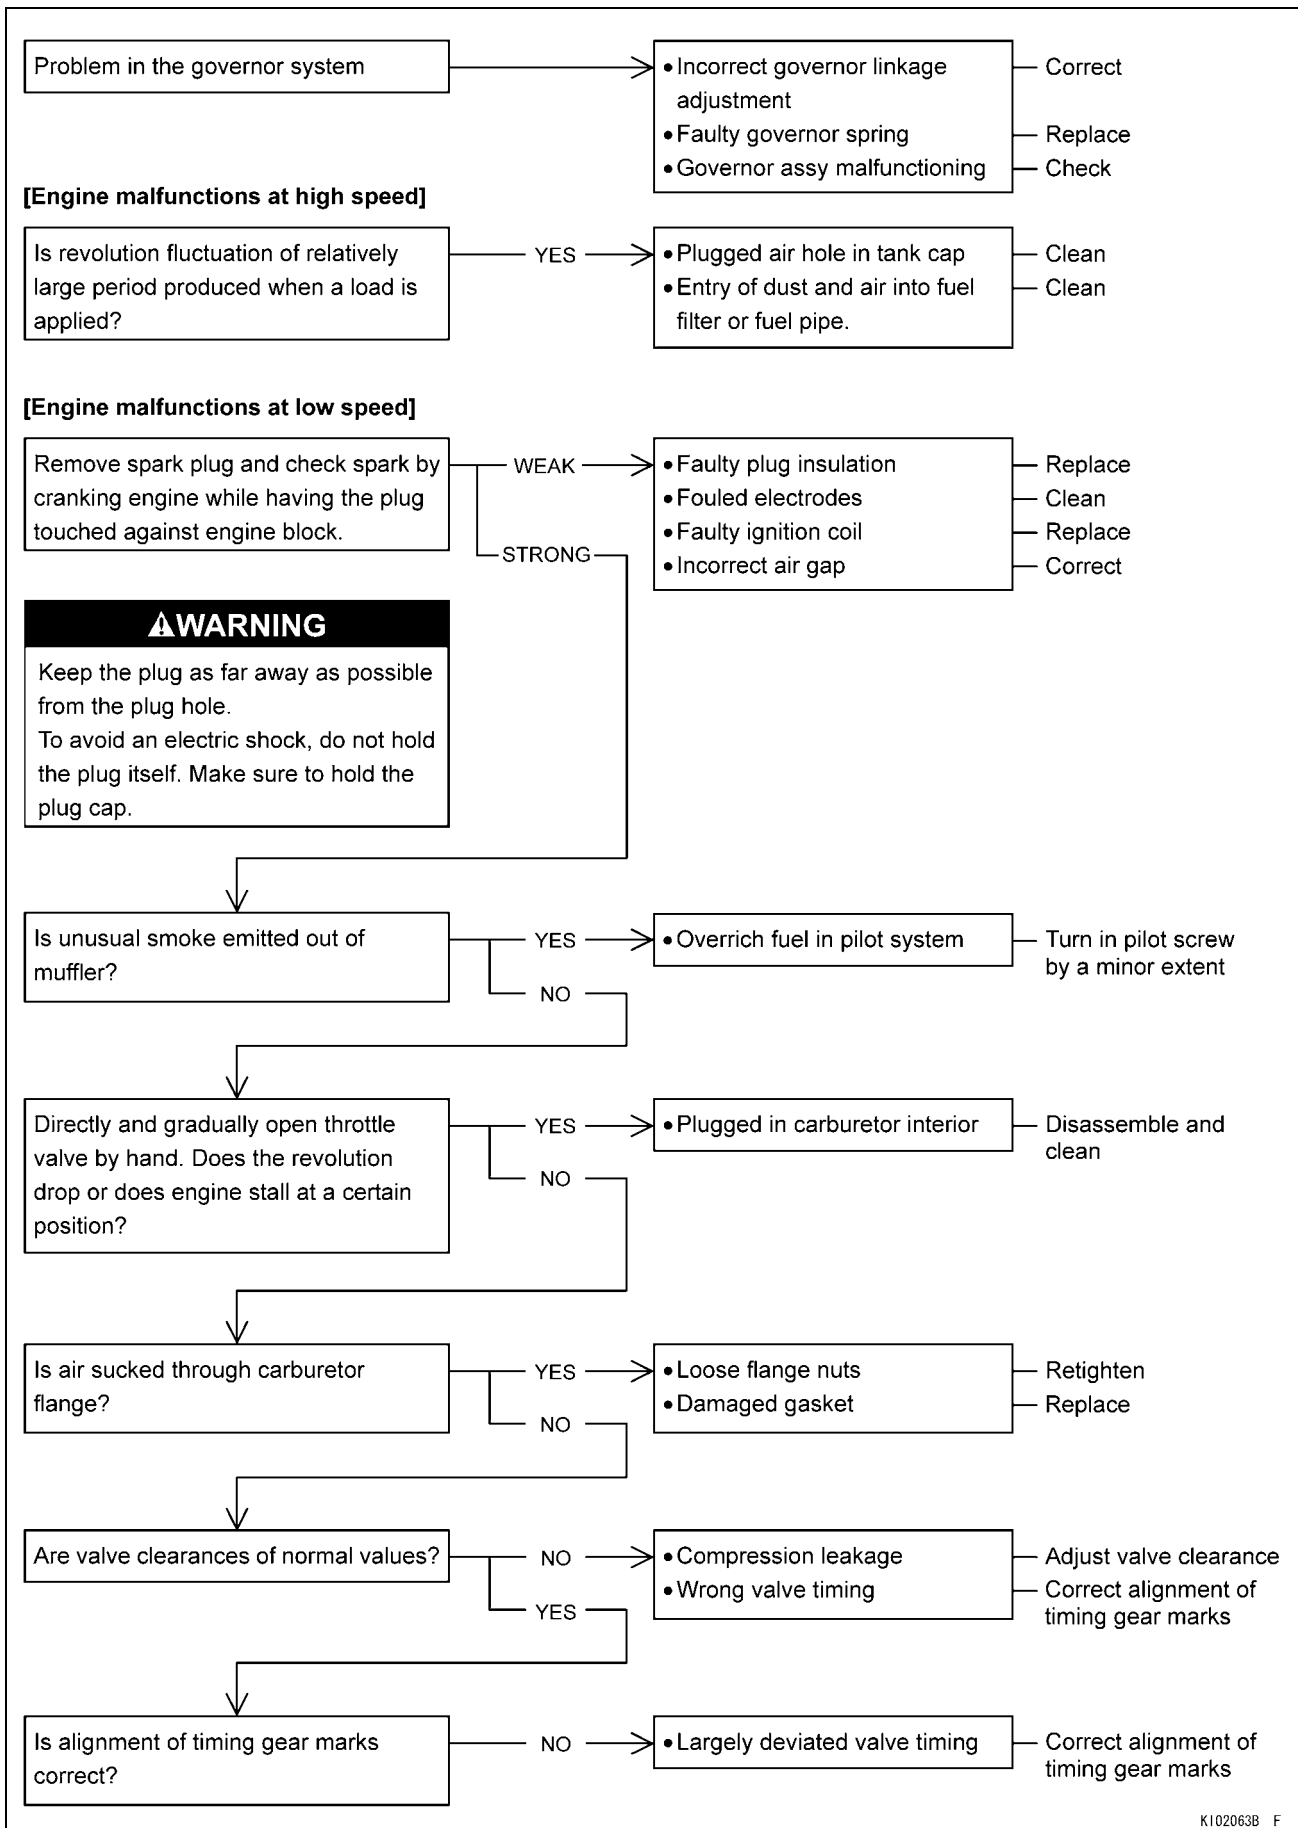 Problem in the governor system
• Incorrect governor linkage
adjustment
• Faulty governor spring
• Governor assy malfunctioning
Correct
Replace
Check
[Engine malfunctions at high speed]
Is revolution fluctuation of relatively
large period produced when a load is
applied?
YES
• Plugged air hole in tank cap
• Entry of dust and air into fuel
filter or fuel pipe.
Clean
Clean
[Engine malfunctions at low speed]
Remove spark plug and check spark by
cranking engine while having the plug
touched against engine block.
WEAK
STRONG
• Faulty plug insulation
• Fouled electrodes
• Faulty ignition coil
• Incorrect air gap
Replace
Clean
Replace
Correct
⚠WARNING
Keep the plug as far away as possible
from the plug hole.
To avoid an electric shock, do not hold
the plug itself. Make sure to hold the
plug cap.
Is unusual smoke emitted out of
muffler?
YES
NO
• Overrich fuel in pilot system
Turn in pilot screw
by a minor extent
Directly and gradually open throttle
valve by hand. Does the revolution
drop or does engine stall at a certain
position?
YES
NO
• Plugged in carburetor interior
Disassemble and
clean
Is air sucked through carburetor
flange?
YES
NO
• Loose flange nuts
• Damaged gasket
Retighten
Replace
Are valve clearances of normal values?
NO
YES
• Compression leakage
• Wrong valve timing
Adjust valve clearance
Correct alignment of
timing gear marks
Is alignment of timing gear marks
correct?
NO
• Largely deviated valve timing
Correct alignment of
timing gear marks
KI02063B F